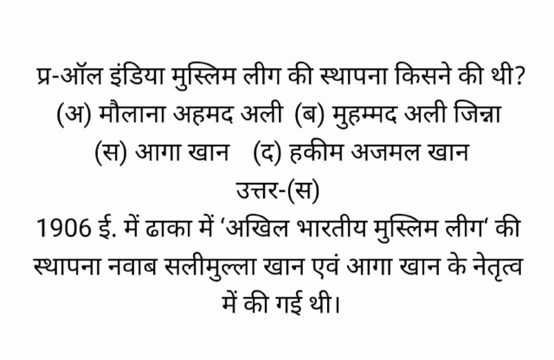 प्र-ऑल इंडिया मुस्लिम लीग की स्थापना किसने की थी?
(अ) मौलाना अहमद अली (ब) मुहम्मद अली जिन्ना
(स) आगा खान (द) हकीम अजमल खान
उत्तर-(स)
1906 ई. में ढाका में ‘अखिल भारतीय मुस्लिम लीग‘ की
स्थापना नवाब सलीमुल्ला खान एवं आगा खान के नेतृत्व
में की गई थी।